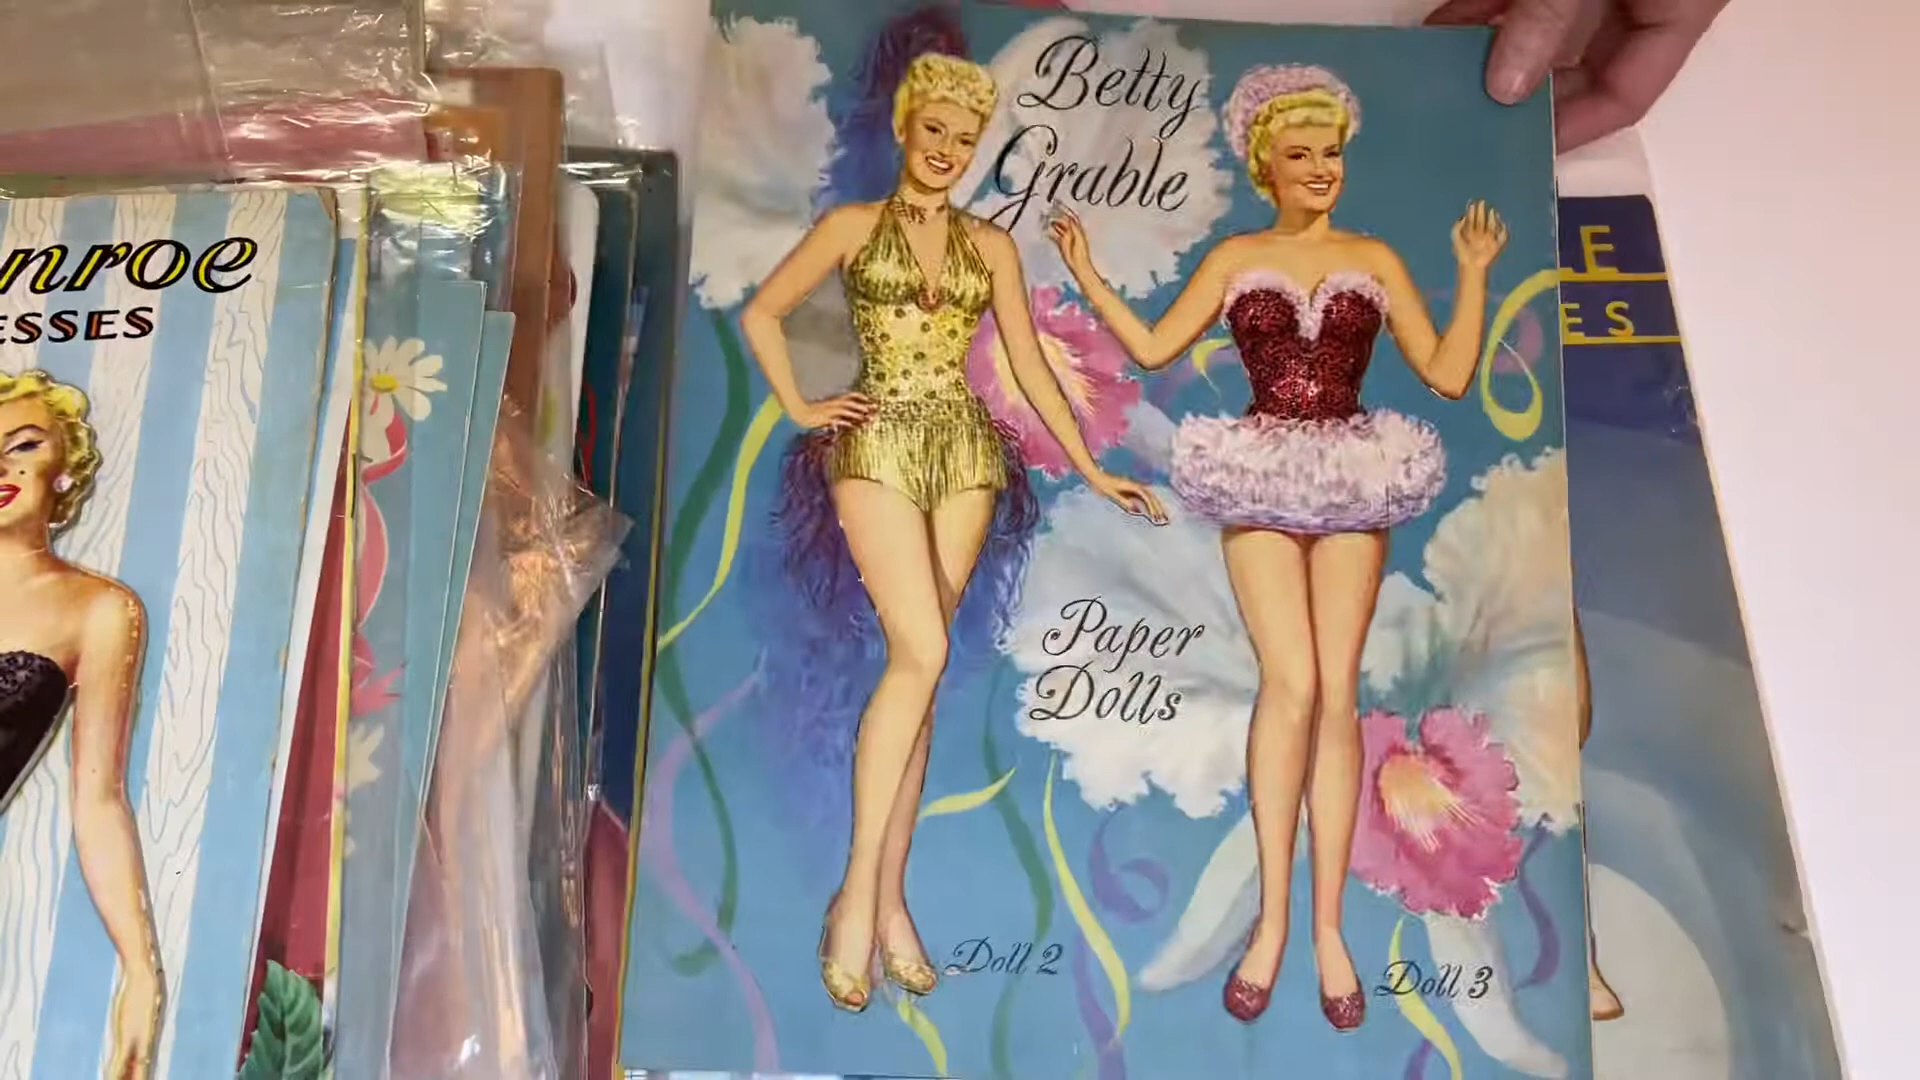 nroe
ESSES
Betty
Grable
Paper
Dolls
Doll 2
Doll 3
E
ES